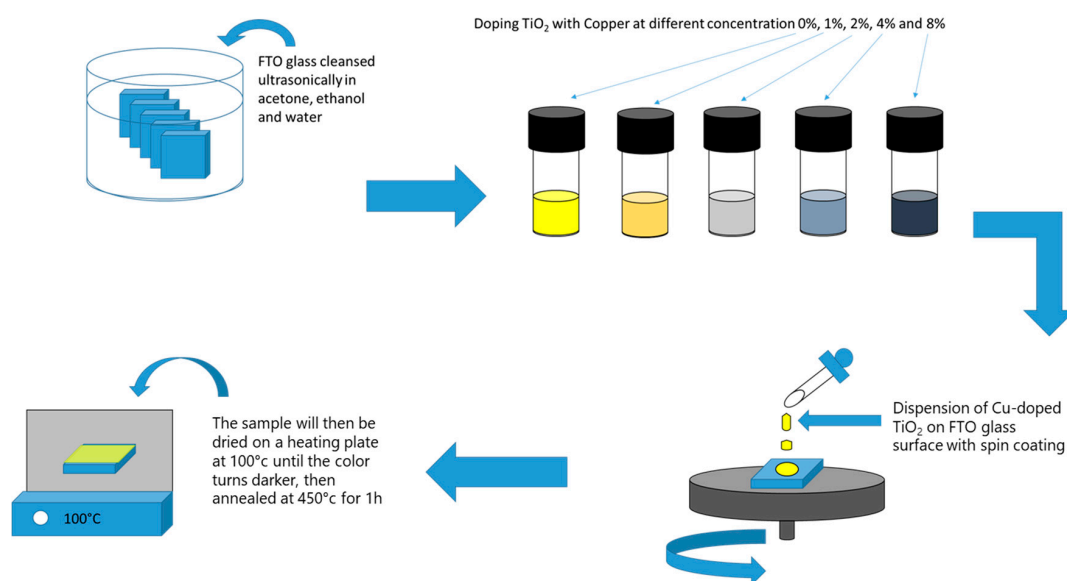 Doping TiO₂ with Copper at different concentration 0%, 1%, 2%, 4% and 8%
FTO glass cleansed
ultrasonically in
acetone, ethanol
and water
Dispension of Cu-doped
TiO₂ on FTO glass
surface with spin coating
The sample will then be
dried on a heating plate
at 100°c until the color
turns darker, then
annealed at 450°c for 1h
100°C